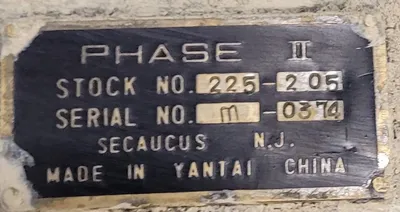 PHASE II
STOCK NO. 225-205
SERIAL NO. m-0374
SECAUCUS N.J.
MADE IN YANTAI CHINA